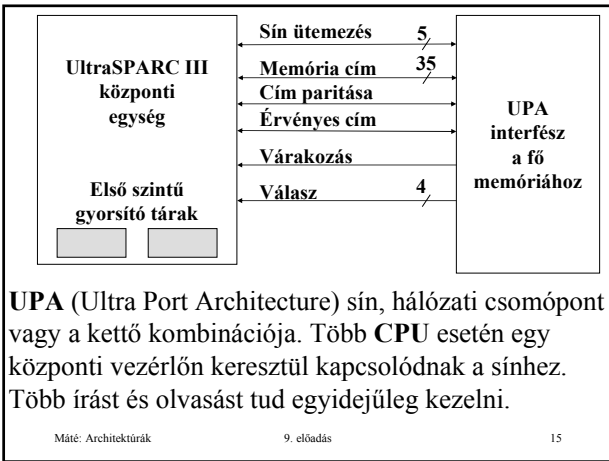 Sín ütemezés 5
UltraSPARC III
központi
egység
Memória cím 35
Cím paritása
Érvényes cím
UPA
interfész
a fő
memóriához
Várakozás
Válasz 4
Első szintű
gyorsító tárak
UPA (Ultra Port Architecture) sín, hálózati csomópont
vagy a kettő kombinációja. Több CPU esetén egy
központi vezérlőn keresztül kapcsolódnak a sínhez.
Több írást és olvasást tud egyidejűleg kezelni.
Máté: Architektúrák 9. előadás 15